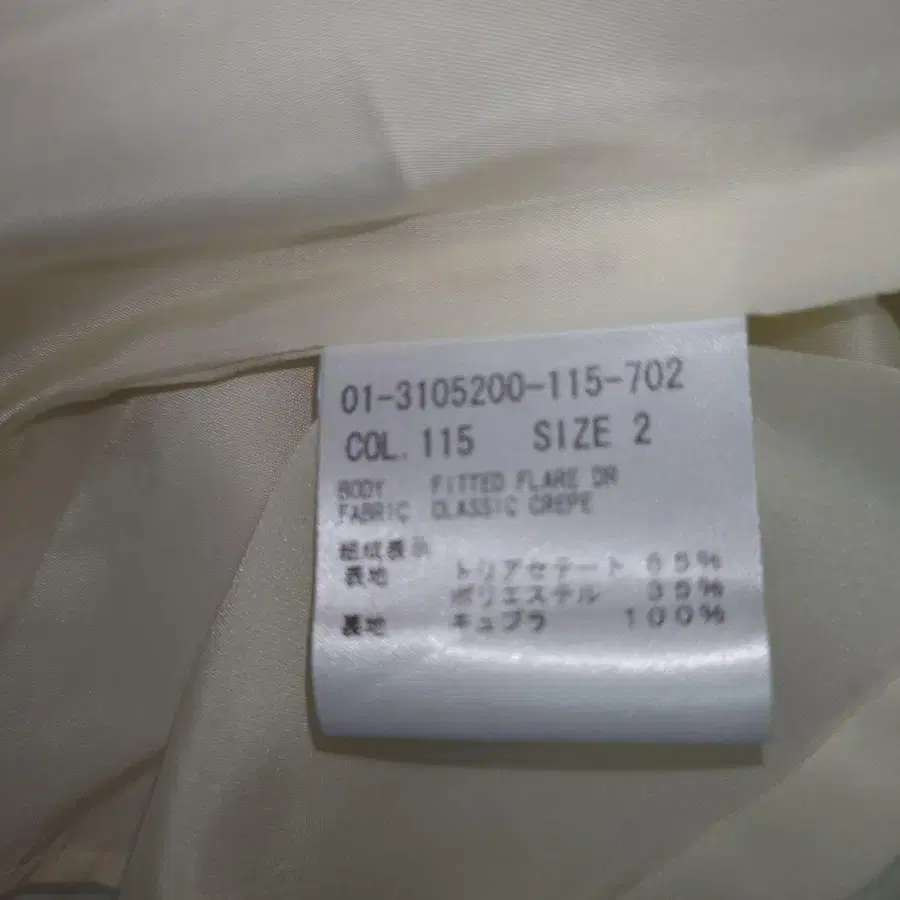 01-3105200-115-702
COL. 115 SIZE 2
BODY FITTED FLARE DR
FABRIC CLASSIC CREPE
組成表示
表地 トリアセテート 65%
ポリエステル 35%
裏地 キュプラ 100%